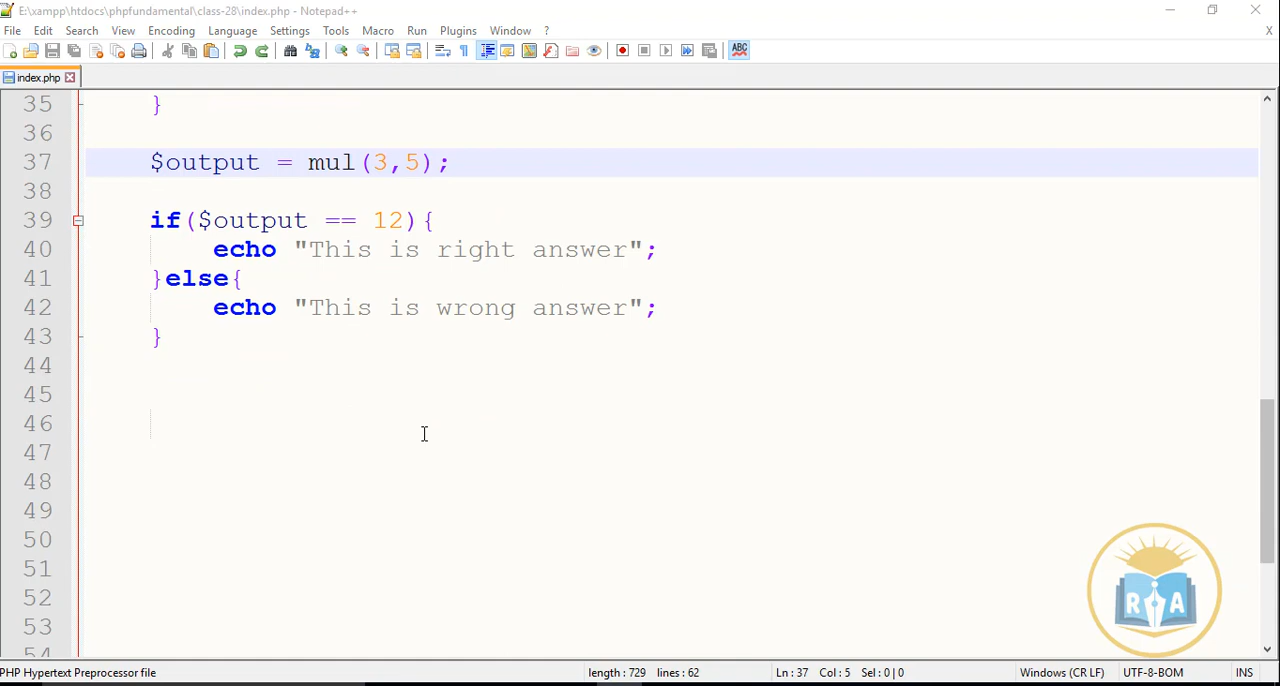 E:\xampp\htdocs\phpfundamental\class-28\index.php - Notepad++
File Edit Search View Encoding Language Settings Tools Macro Run Plugins Window ? X
ABC
index.php
35 }
36
37 $output = mul(3,5);
38
39 if($output == 12){
40 echo "This is right answer";
41 }else{
42 echo "This is wrong answer";
43 }
44
45
46
47
48
49
50
51
52
53
54
R A
PHP Hypertext Preprocessor file length : 729 lines : 62 Ln : 37 Col : 5 Sel : 0 | 0 Windows (CR LF) UTF-8-BOM INS